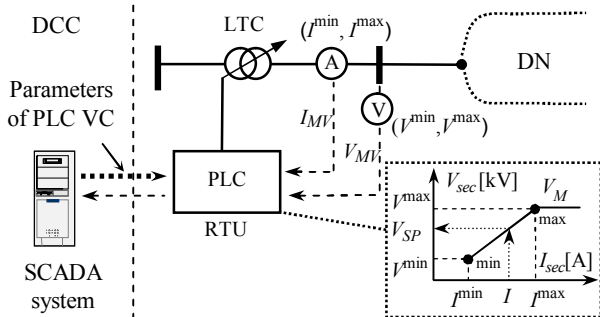 DCC
LTC
(I^min, I^max)
A
DN
Parameters
of PLC VC
I_MV
V
(V^min, V^max)
V_MV
PLC
RTU
SCADA
system
V_sec[kV]
V_M
V^max
max
V_SP
V^min
min
I_sec[A]
I^min
I
I^max